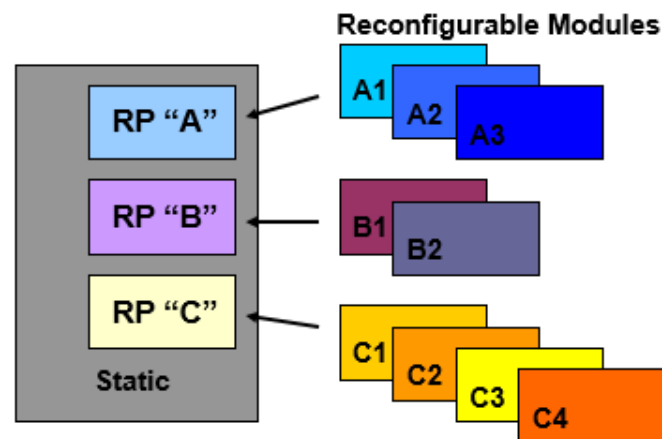 Reconfigurable Modules
RP “A”
A1
A2
A3
RP “B”
B1
B2
RP “C”
C1
C2
C3
C4
Static